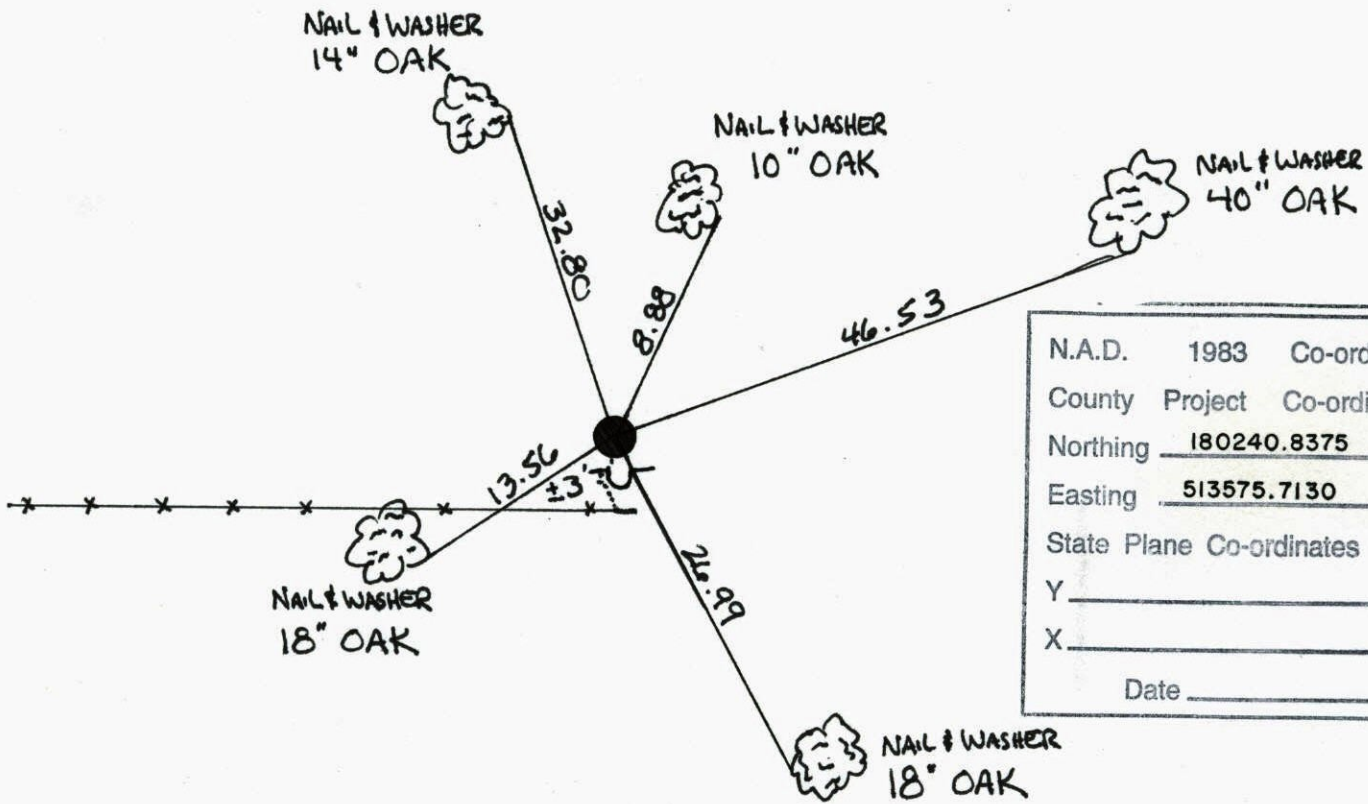 NAIL & WASHER
14" OAK
NAIL & WASHER
10" OAK
NAIL & WASHER
40" OAK
32.80
8.88
46.53
13.56
±3'
26.99
NAIL & WASHER
18" OAK
NAIL & WASHER
18" OAK
N.A.D. 1983 Co-ord
County Project Co-ordi
Northing 180240.8375
Easting 513575.7130
State Plane Co-ordinates
Y
X
Date